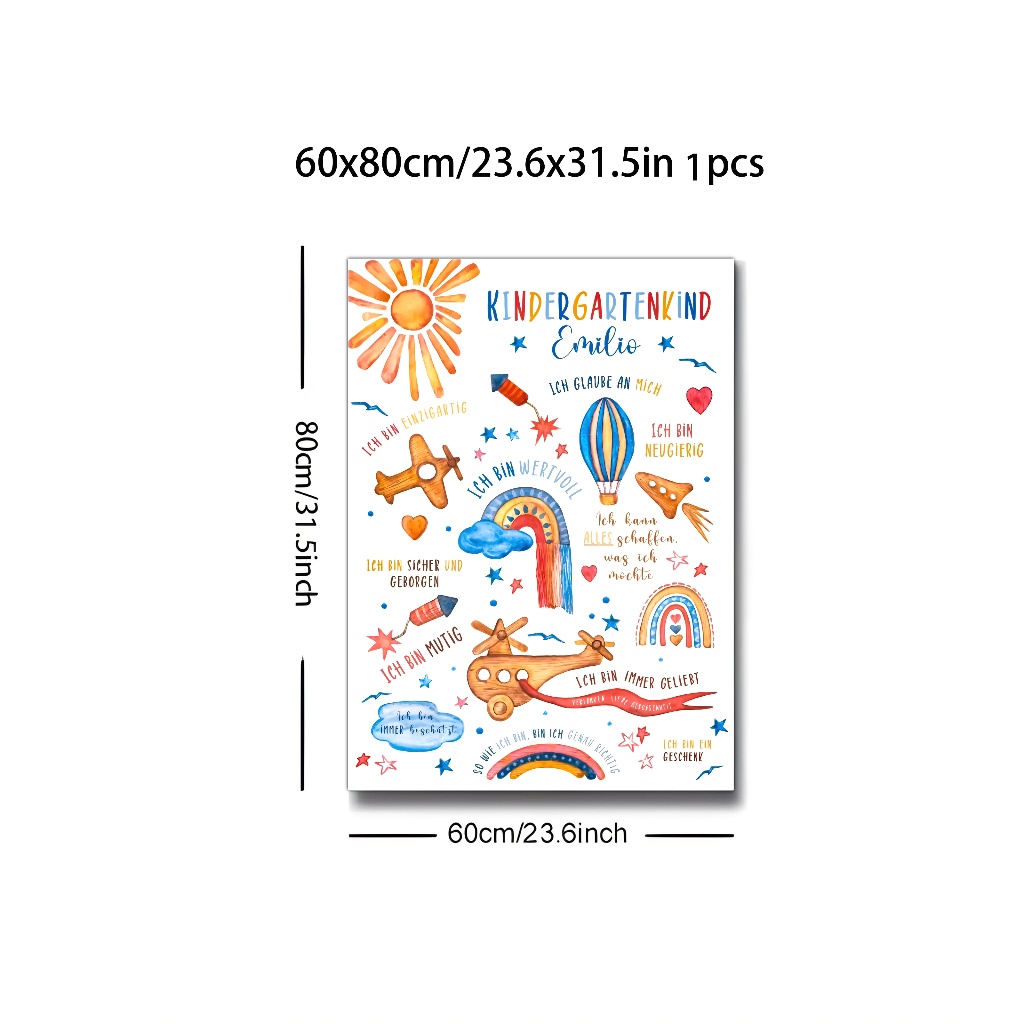 60x80cm/23.6x31.5in 1pcs
KINDERGARTENKIND
Emilio
ICH GLAUBE AN MICH
ICH BIN EINZIGARTIG
ICH BIN
NEUGIERIG
ICH BIN WERTVOLL
Ich kann
ALLES schaffen,
was ich
möchte
ICH BIN SICHER UND
GEBORGEN
ICH BIN MUTIG
ICH BIN IMMER GELIEBT
Ich bin
IMMER beschützt
SO WIE ICH BIN, BIN ICH GENAU RICHTIG
ICH BIN EIN
GESCHENK
80cm/31.5inch
60cm/23.6inch